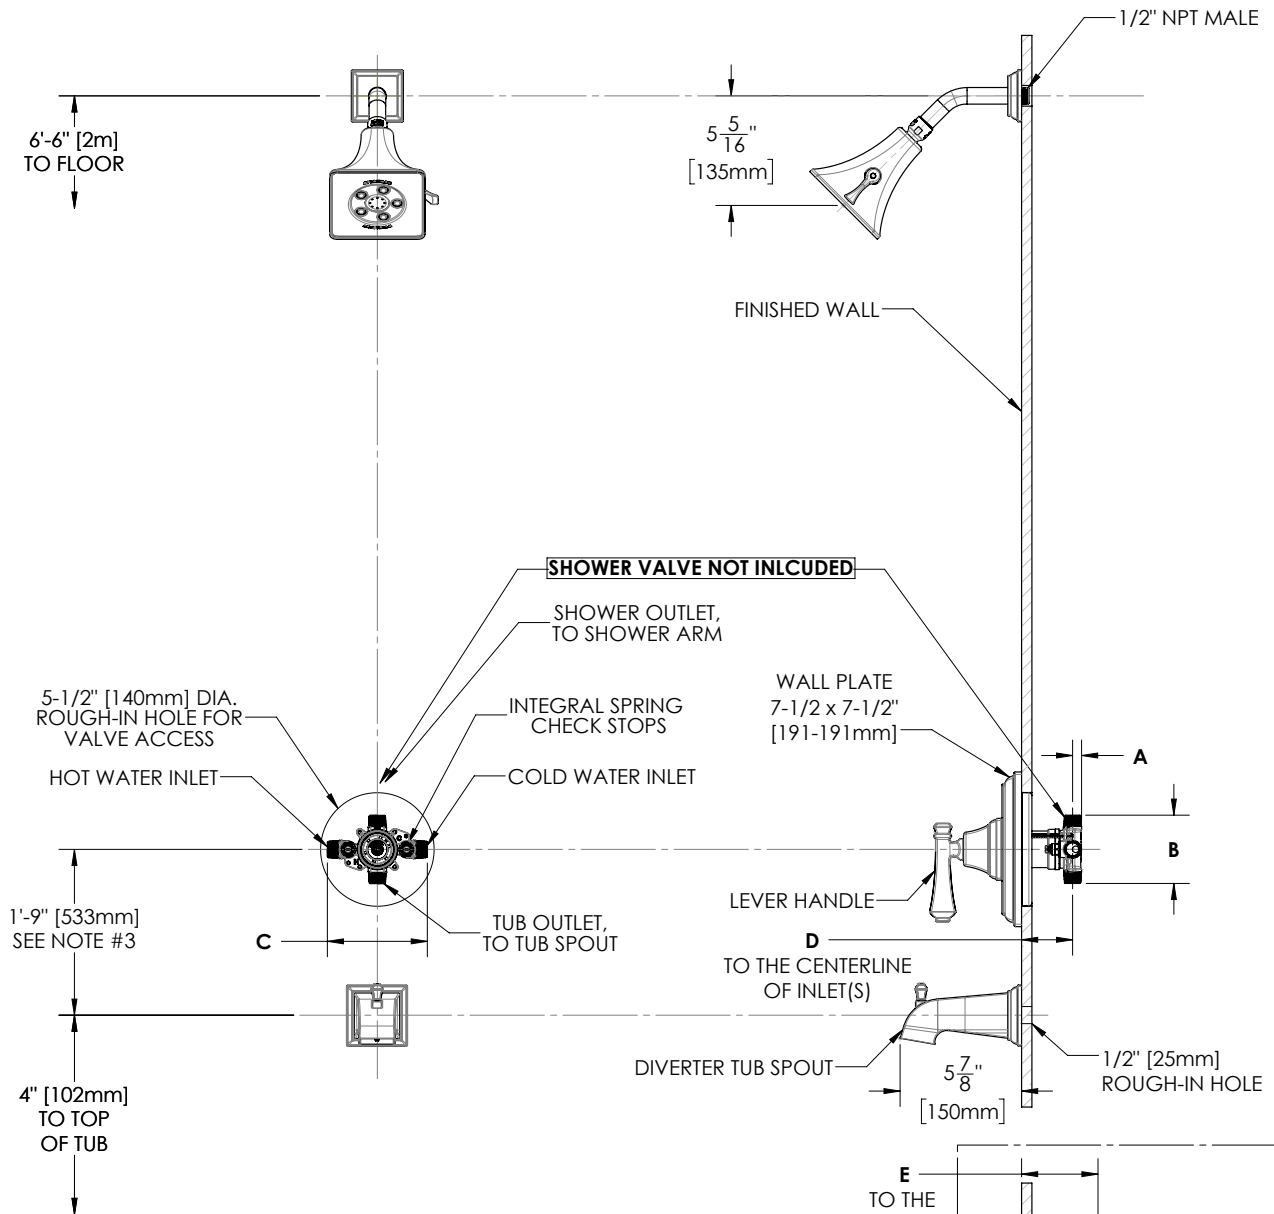 1/2" NPT MALE
6'-6" [2m]
TO FLOOR
5 5/16"
[135mm]
FINISHED WALL
SHOWER VALVE NOT INLCUDED
SHOWER OUTLET,
TO SHOWER ARM
5-1/2" [140mm] DIA.
ROUGH-IN HOLE FOR
VALVE ACCESS
INTEGRAL SPRING
CHECK STOPS
WALL PLATE
7-1/2 x 7-1/2"
[191-191mm]
HOT WATER INLET
COLD WATER INLET
A
B
LEVER HANDLE
1'-9" [533mm]
SEE NOTE #3
C
TUB OUTLET,
TO TUB SPOUT
D
TO THE CENTERLINE
OF INLET(S)
DIVERTER TUB SPOUT
5 7/8"
[150mm]
1/2" [25mm]
ROUGH-IN HOLE
4" [102mm]
TO TOP
OF TUB
E
TO THE